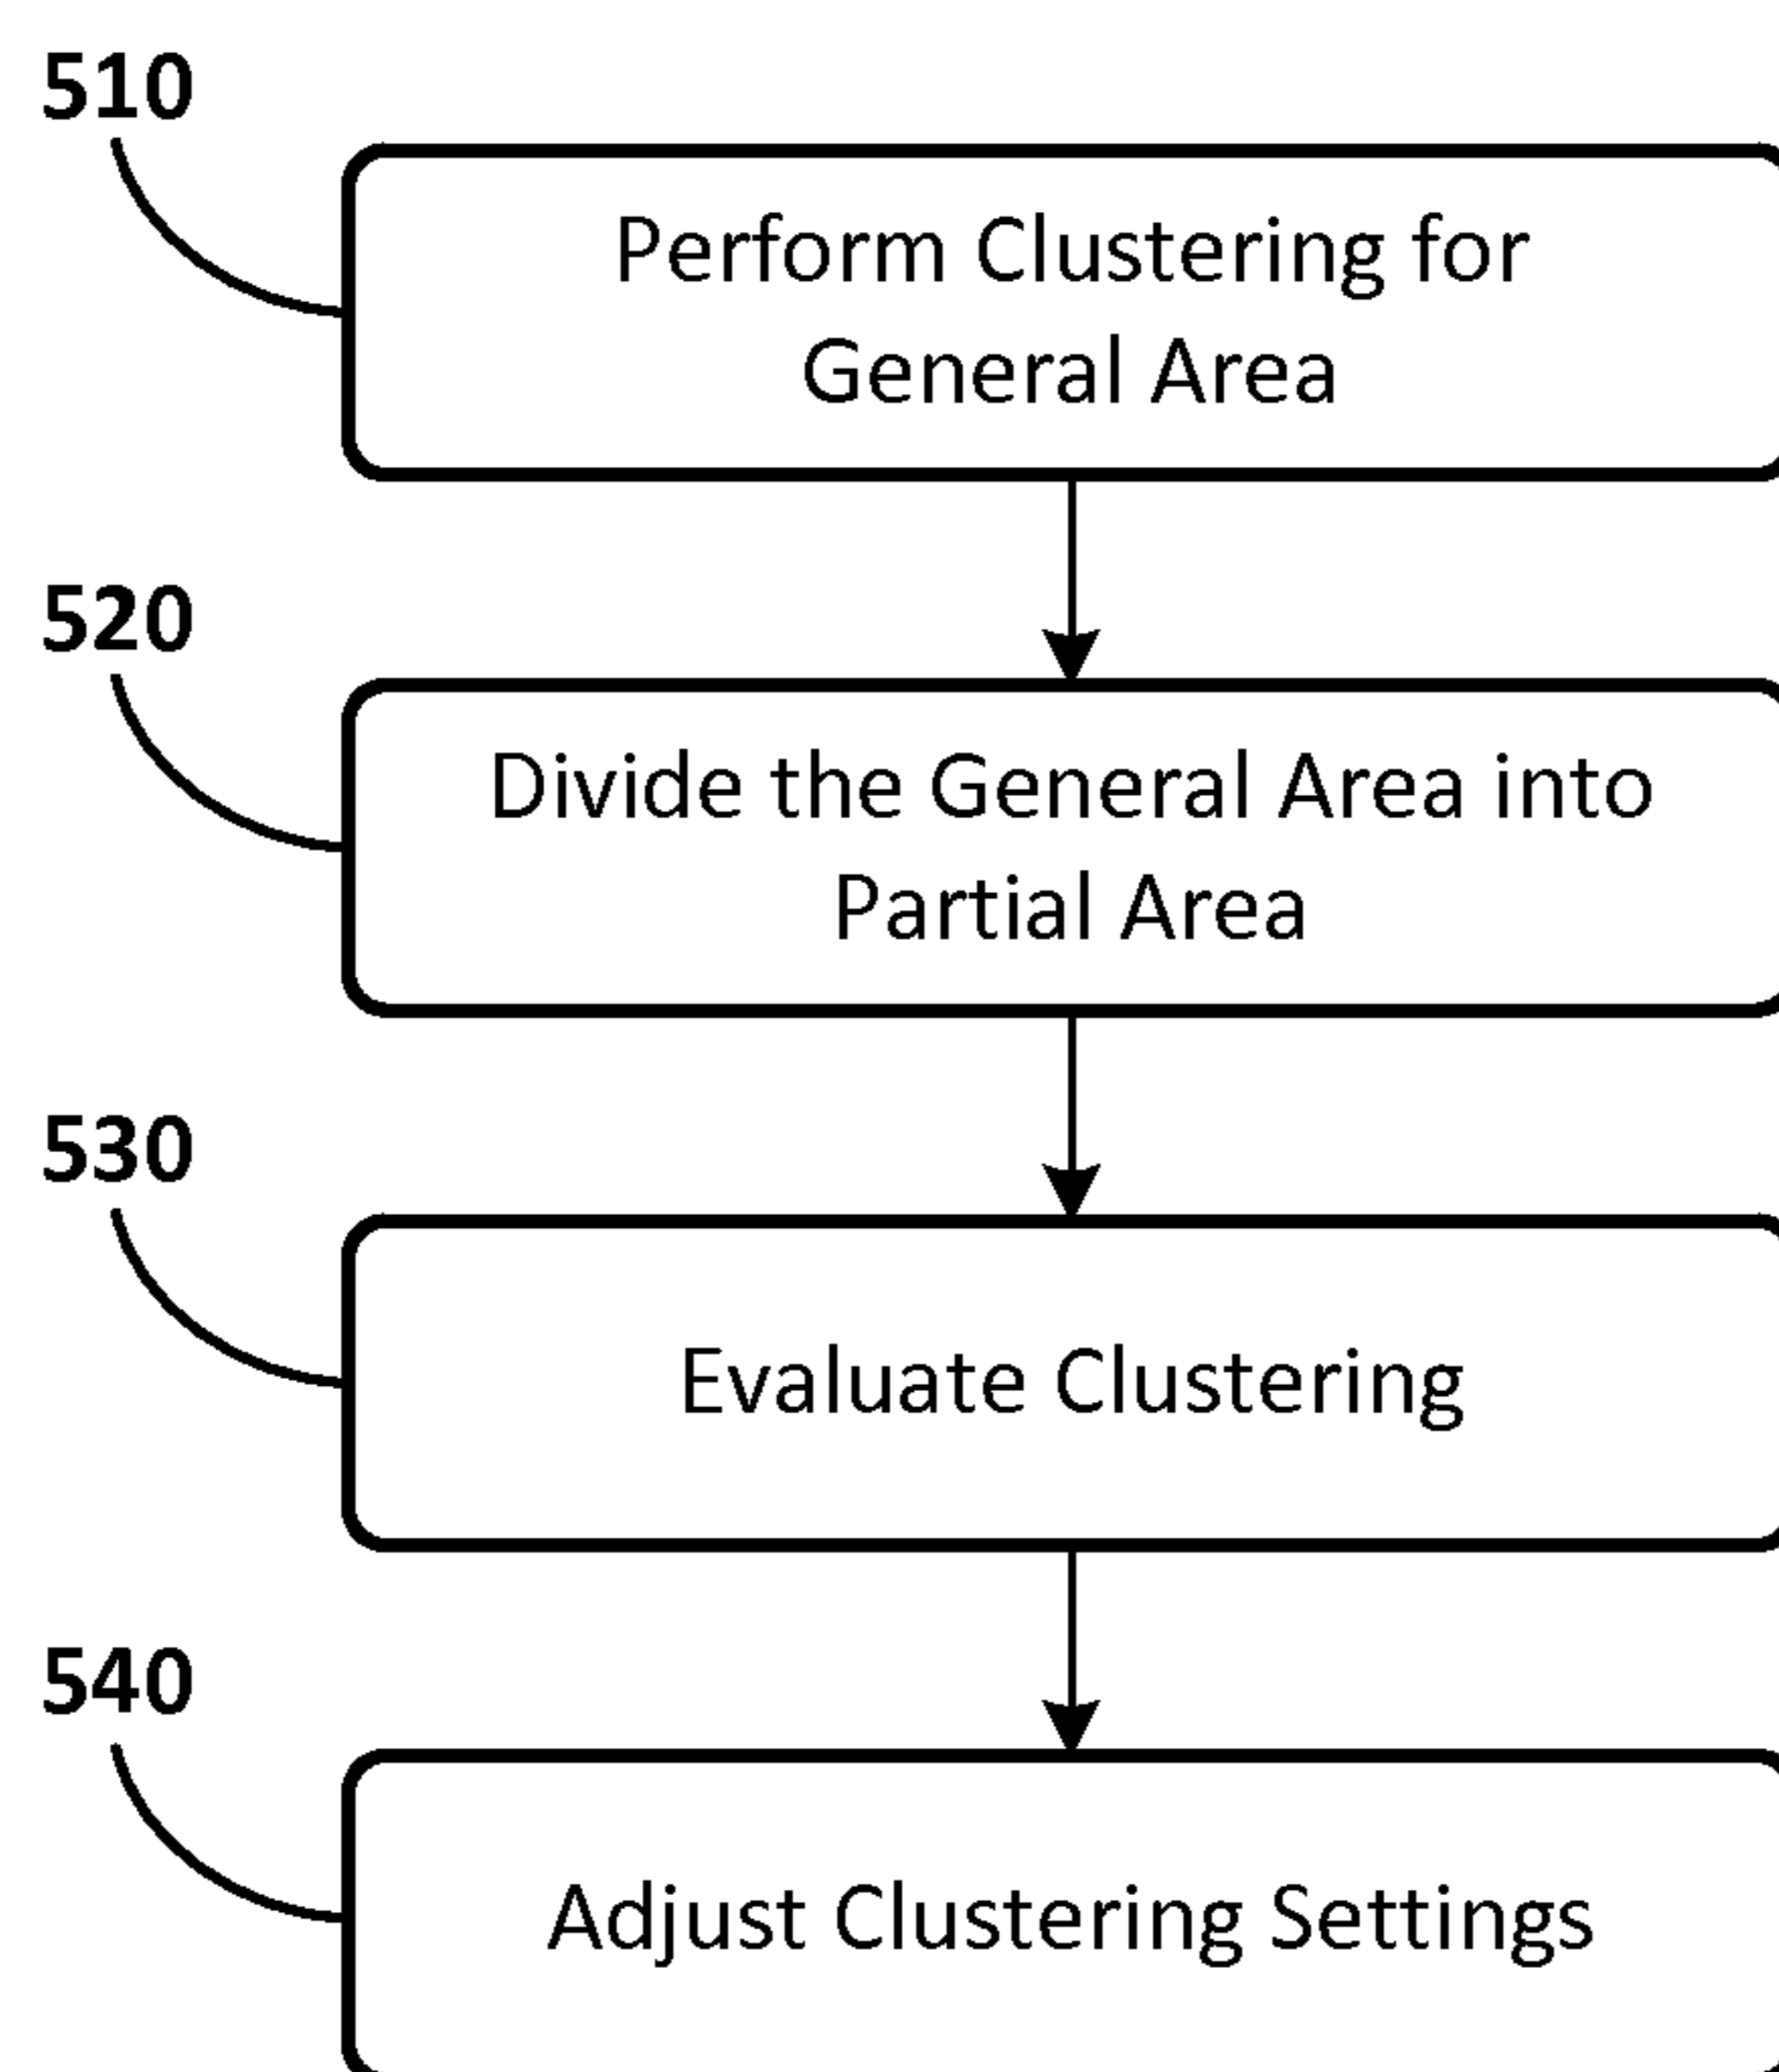 510
Perform Clustering for
General Area
520
Divide the General Area into
Partial Area
530
Evaluate Clustering
540
Adjust Clustering Settings